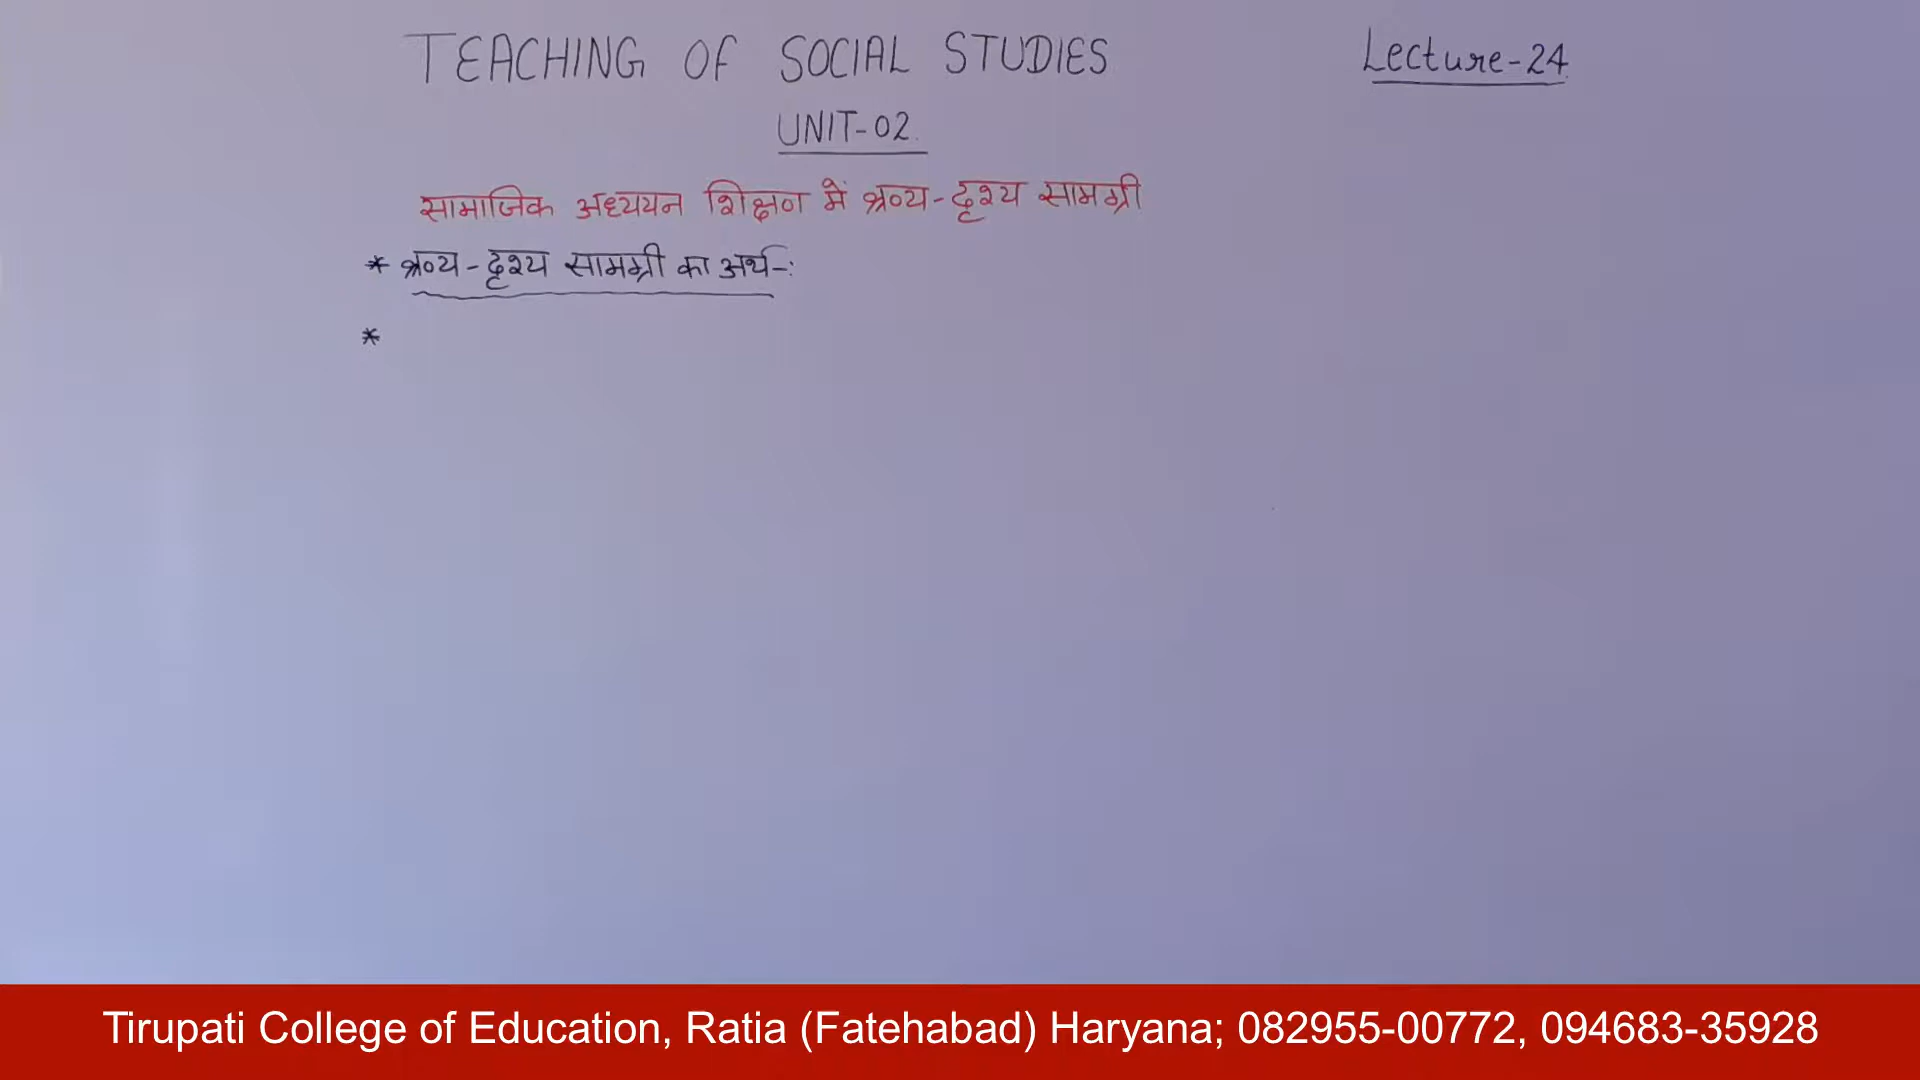 TEACHING OF SOCIAL STUDIES
Lecture-24
UNIT-02.
सामाजिक अध्ययन शिक्षण में श्रव्य-दृश्य सामग्री
* श्रव्य-दृश्य सामग्री का अर्थ-:
*
Tirupati College of Education, Ratia (Fatehabad) Haryana; 082955-00772, 094683-35928